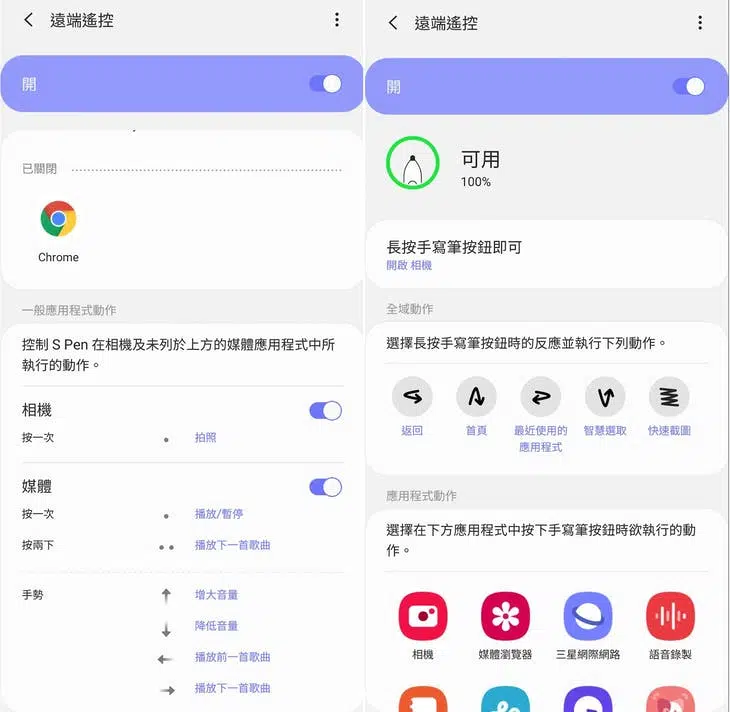 遠端遙控
開
已關閉
Chrome
一般應用程式動作
控制 S Pen 在相機及未列於上方的媒體應用程式中所
執行的動作。
相機
按一次
拍照
媒體
按一次
播放/暫停
按兩下
播放下一首歌曲
手勢
增大音量
降低音量
播放前一首歌曲
播放下一首歌曲
遠端遙控
開
可用
100%
長按手寫筆按鈕即可
開啟 相機
全域動作
選擇長按手寫筆按鈕時的反應並執行下列動作。
返回
首頁
最近使用的
應用程式
智慧選取
快速截圖
應用程式動作
選擇在下方應用程式中按下手寫筆按鈕時欲執行的動
作。
相機
媒體瀏覽器
三星網際網路
語音錄製